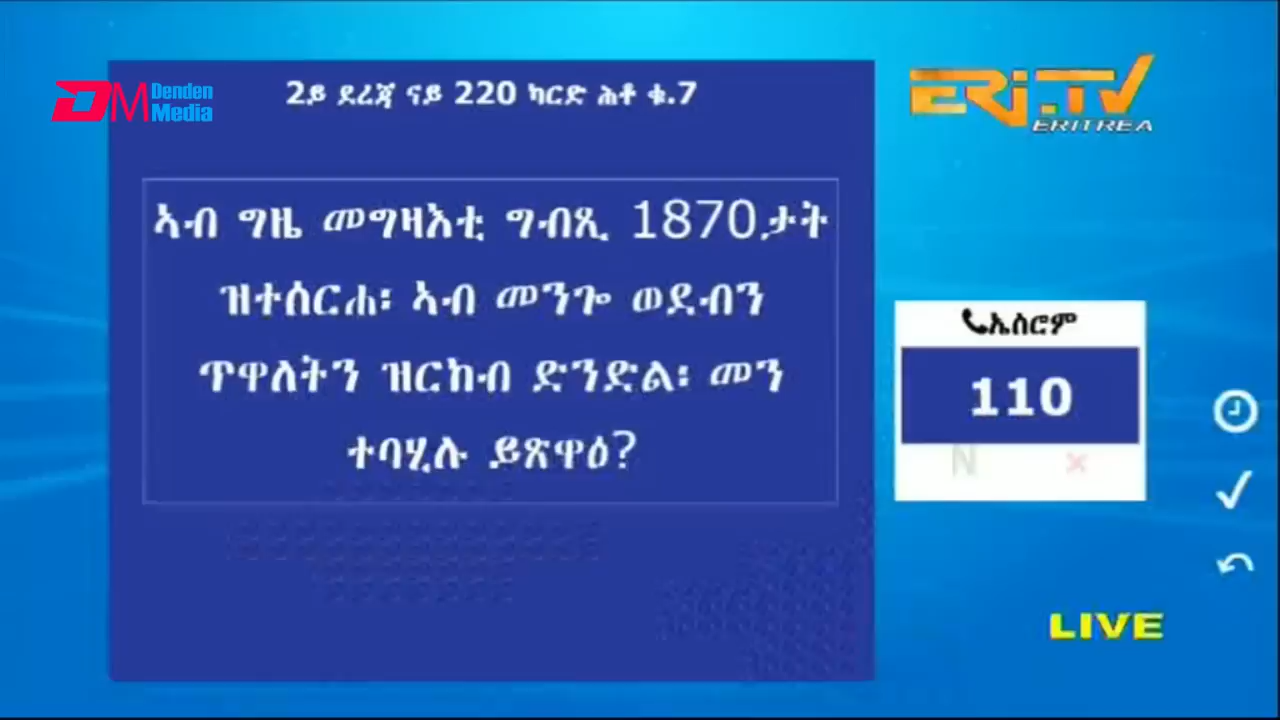 DM Denden Media
ERi.TV
ERITREA
2ይ ደረጃ ናይ 220 ካርድ ሕቶ ቁ.7
ኣብ ግዜ መግዛእቲ ግብጺ 1870ታት
ዝተሰርሐ፡ ኣብ መንጐ ወደብን
ጥዋለትን ዝርከብ ድንድል፡ መን
ተባሂሉ ይጽዋዕ?
ኤስሮም
110
N ×
LIVE